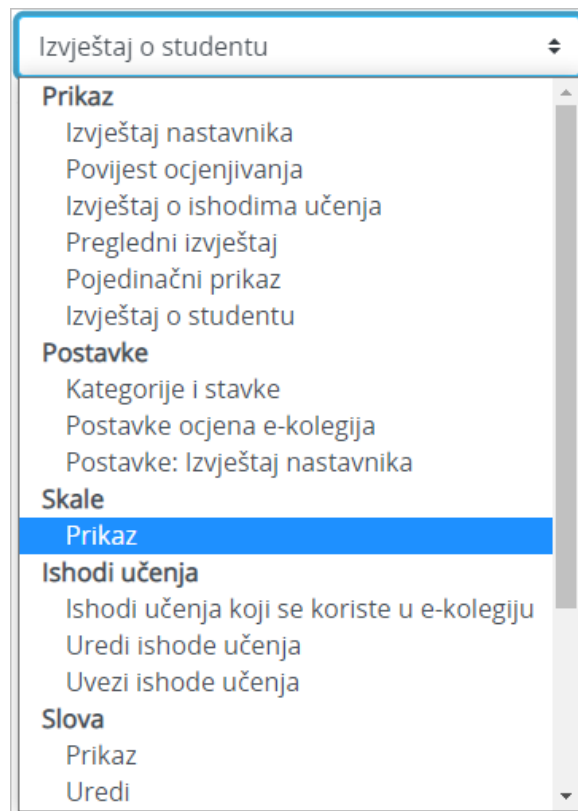 Izvještaj o studentu
Prikaz
Izvještaj nastavnika
Povijest ocjenjivanja
Izvještaj o ishodima učenja
Pregledni izvještaj
Pojedinačni prikaz
Izvještaj o studentu
Postavke
Kategorije i stavke
Postavke ocjena e-kolegija
Postavke: Izvještaj nastavnika
Skale
Prikaz
Ishodi učenja
Ishodi učenja koji se koriste u e-kolegiju
Uredi ishode učenja
Uvezi ishode učenja
Slova
Prikaz
Uredi